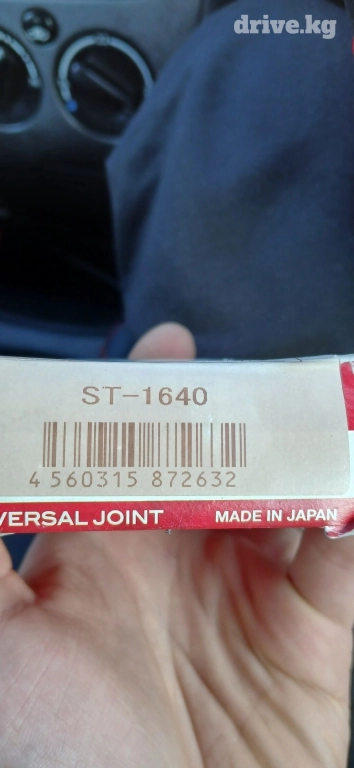 drive.kg
ST-1640
4 560315 872632
VERSAL JOINT
MADE IN JAPAN